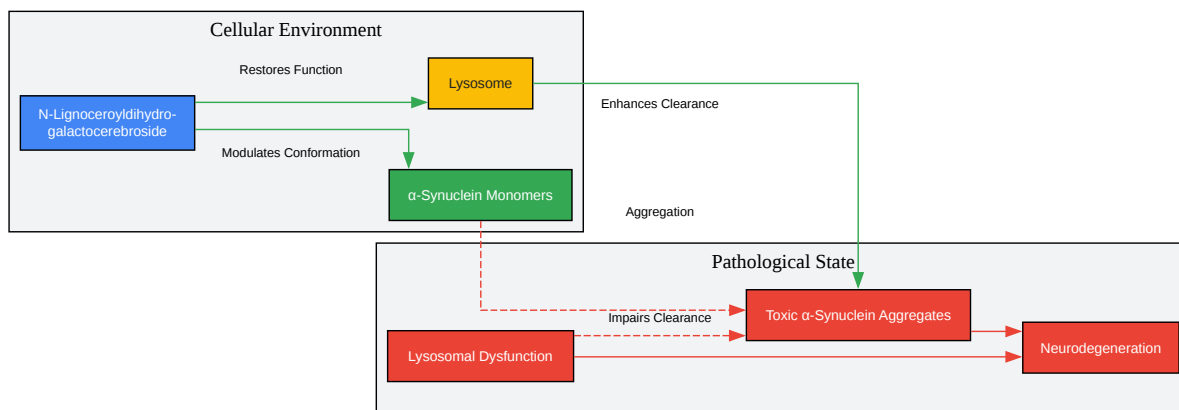 Cellular Environment
Restores Function
Lysosome
N-Lignoceroyldihydro-
galactocerebroside
Enhances Clearance
Modulates Conformation
α-Synuclein Monomers
Aggregation
Pathological State
Toxic α-Synuclein Aggregates
Impairs Clearance
Lysosomal Dysfunction
Neurodegeneration